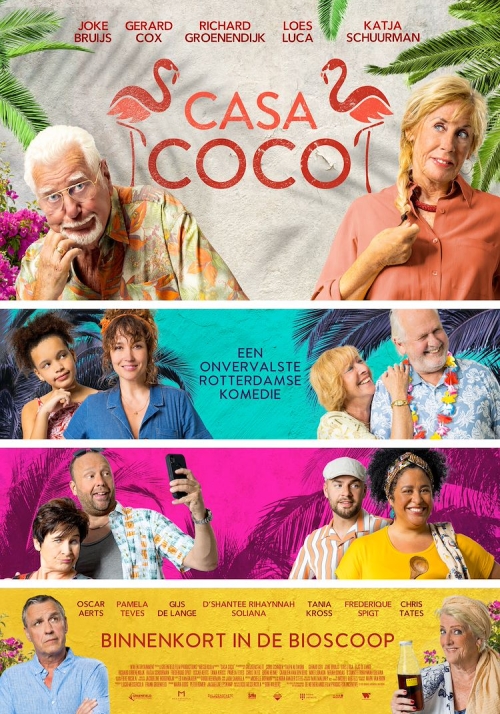 JOKE BRUIJS GERARD COX RICHARD GROENENDIJK LOES LUCA KATJA SCHUURMAN
CASA
COCO
EEN
ONVERVALSTE
ROTTERDAMSE
KOMEDIE
OSCAR AERTS PAMELA TEVES GIJS DE LANGE D'SHANTEE RIHAYNNAH SOLIANA TANIA KROSS FREDERIQUE SPIGT CHRIS TATES
BINNENKORT IN DE BIOSCOOP